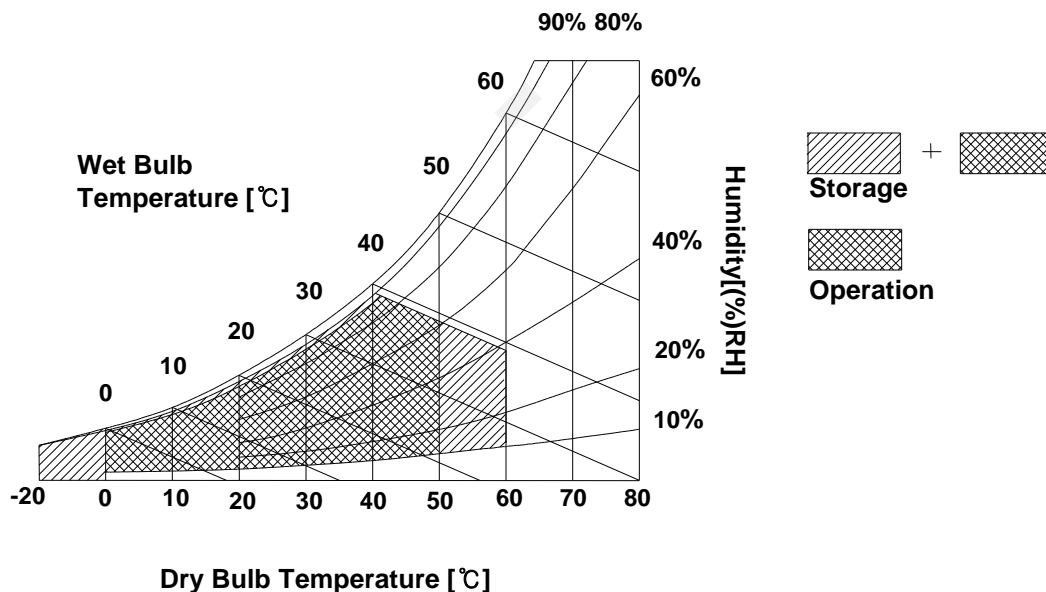 90% 80%
60
60%
50
Wet Bulb
Temperature [℃]
40
40%
30
20
20%
10
10%
0
-20 0 10 20 30 40 50 60 70 80
Dry Bulb Temperature [℃]
Humidity[(%)RH]
+
Storage
Operation